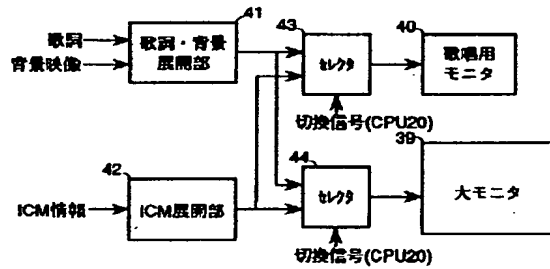 41
歌詞
背景映像
歌詞・背景
展開部
43
セレクタ
切換信号(CPU20)
40
歌唱用
モニタ
42
ICM情報
ICM展開部
44
セレクタ
切換信号(CPU20)
39
大モニタ